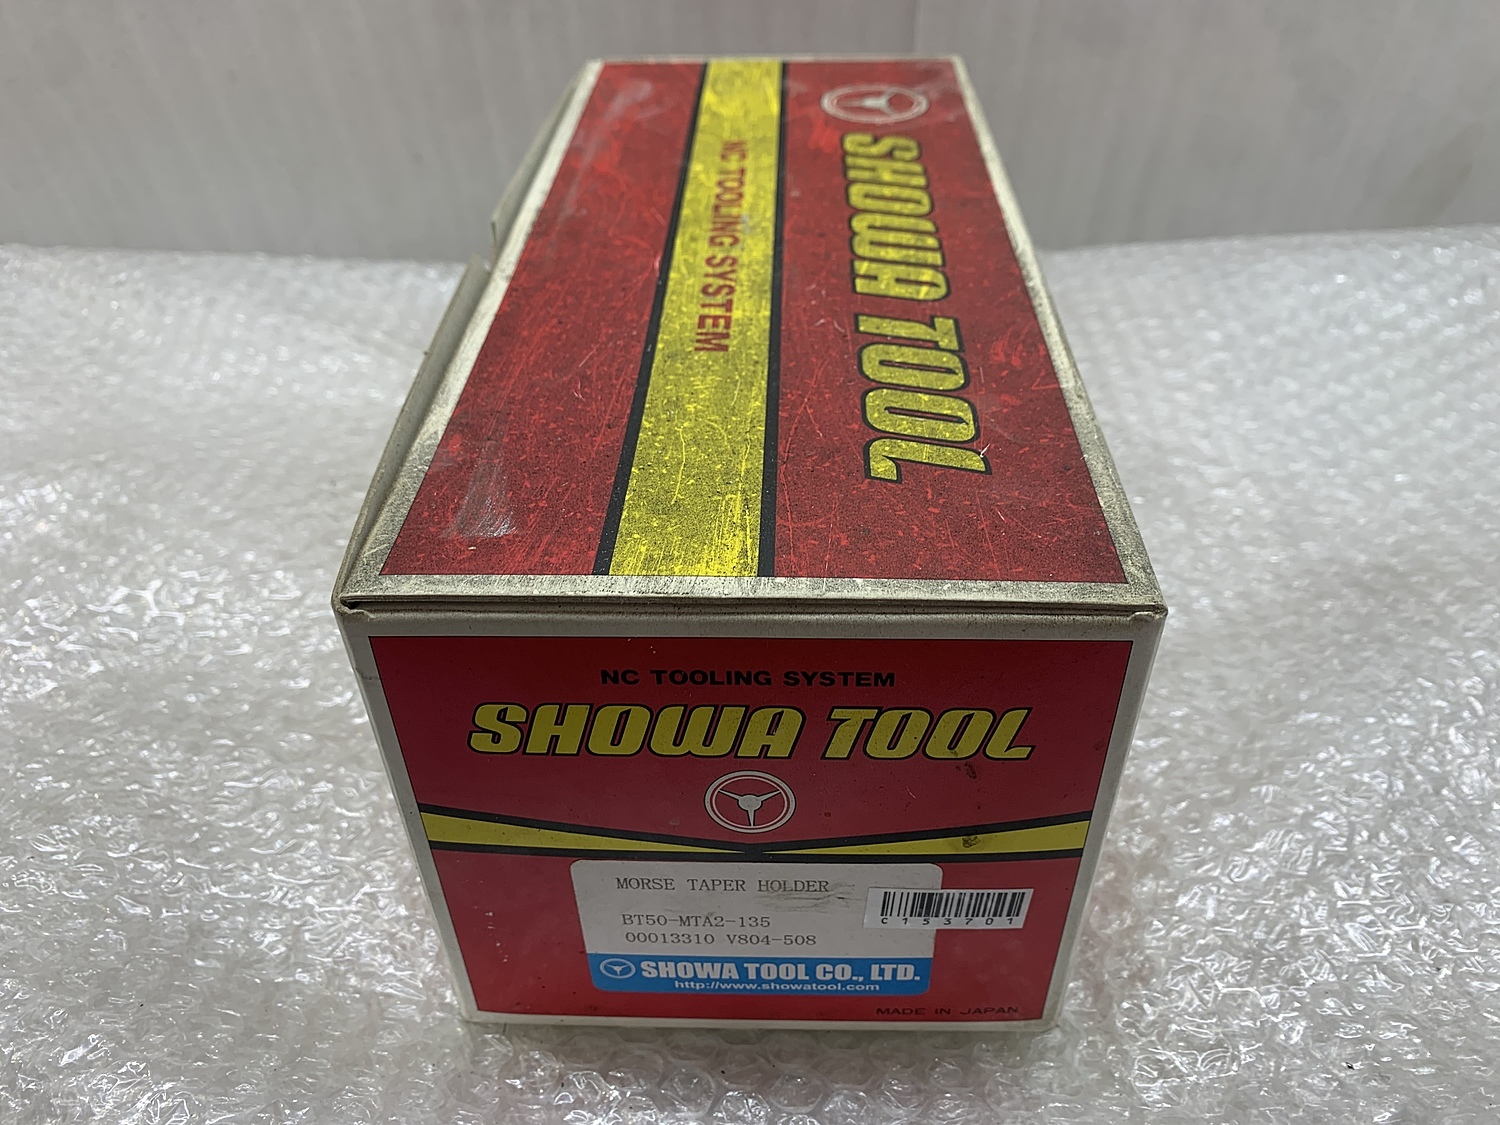 SHOWA TOOL
NC TOOLING SYSTEM
NC TOOLING SYSTEM
SHOWA TOOL
MORSE TAPER HOLDER
BT50-MTA2-135
00013310 V804-508
C153701
SHOWA TOOL CO., LTD.
http://www.showatool.com
MADE IN JAPAN